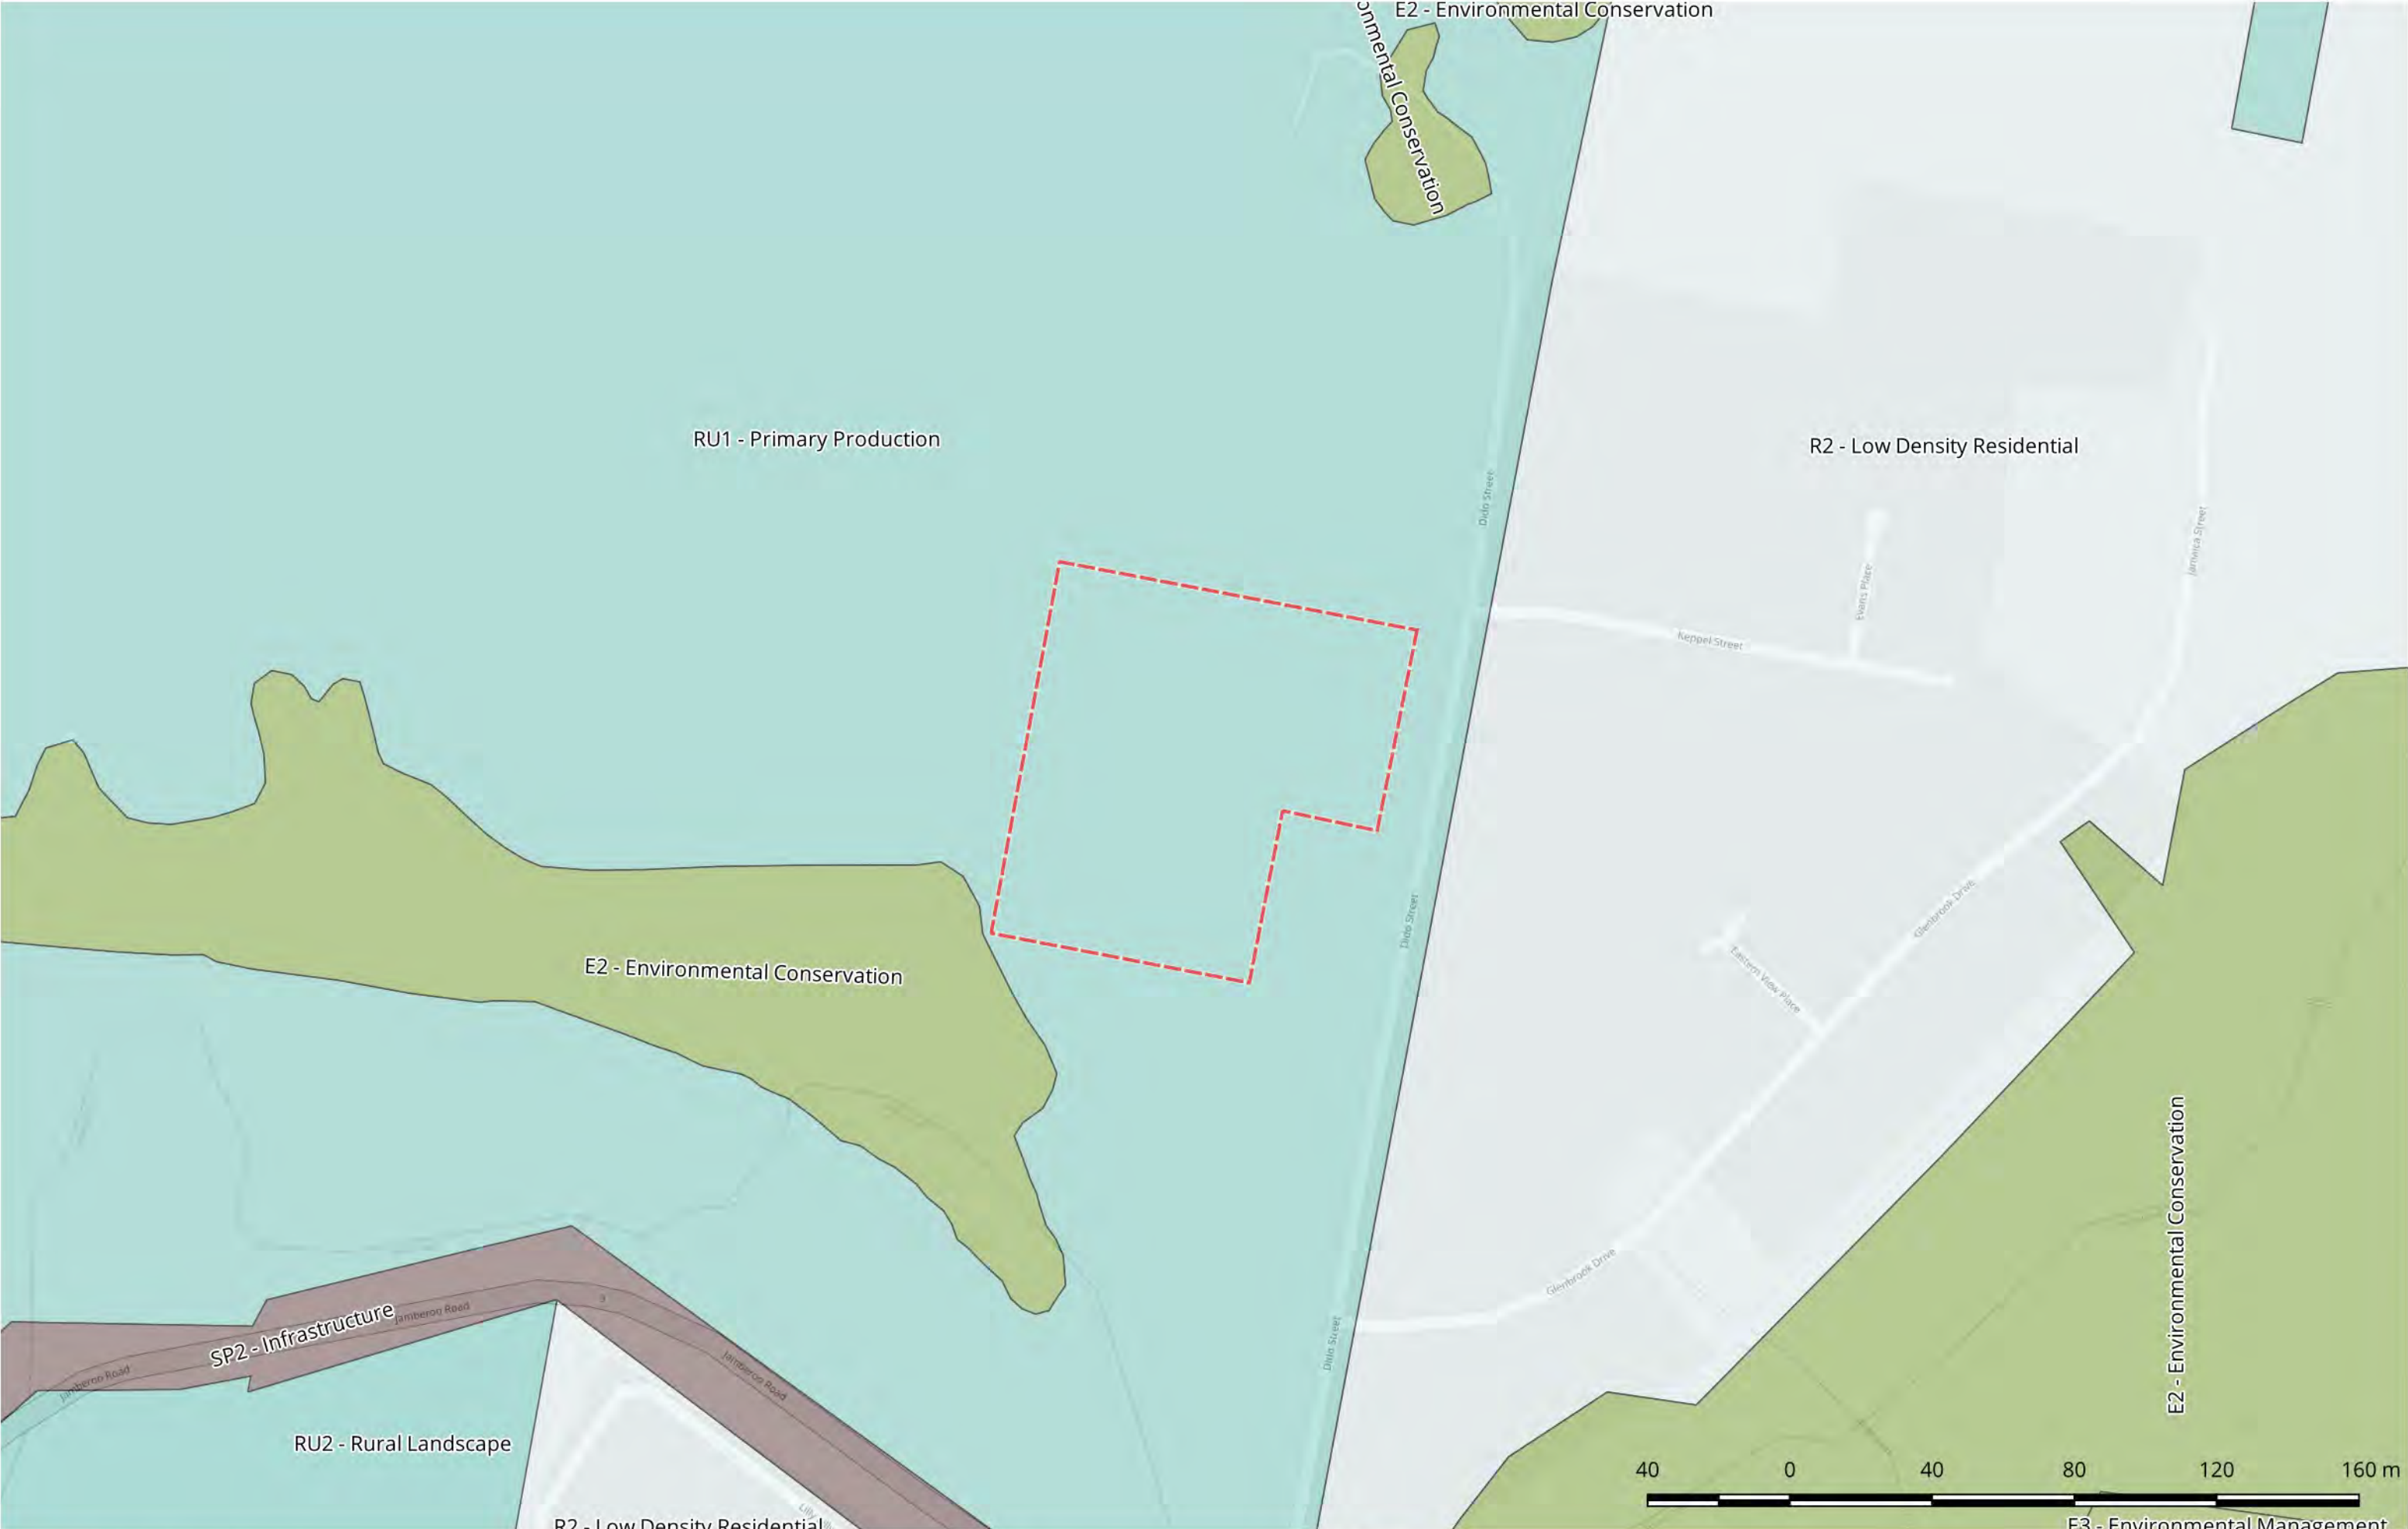 E2 - Environmental Conservation
onmental Conservation
RU1 - Primary Production
R2 - Low Density Residential
Dido Street
Jamaica Street
Evans Place
Keppel Street
Glenbrook Drive
Dido Street
Eastern View Place
E2 - Environmental Conservation
E2 - Environmental Conservation
Glenbrook Drive
SP2 - Infrastructure
Jamberoo Road
9
Jamberoo Road
Jamberoo Road
Dido Street
RU2 - Rural Landscape
40 0 40 80 120 160 m
Lilly
R2 - Low Density Residential
E3 - Environmental Management